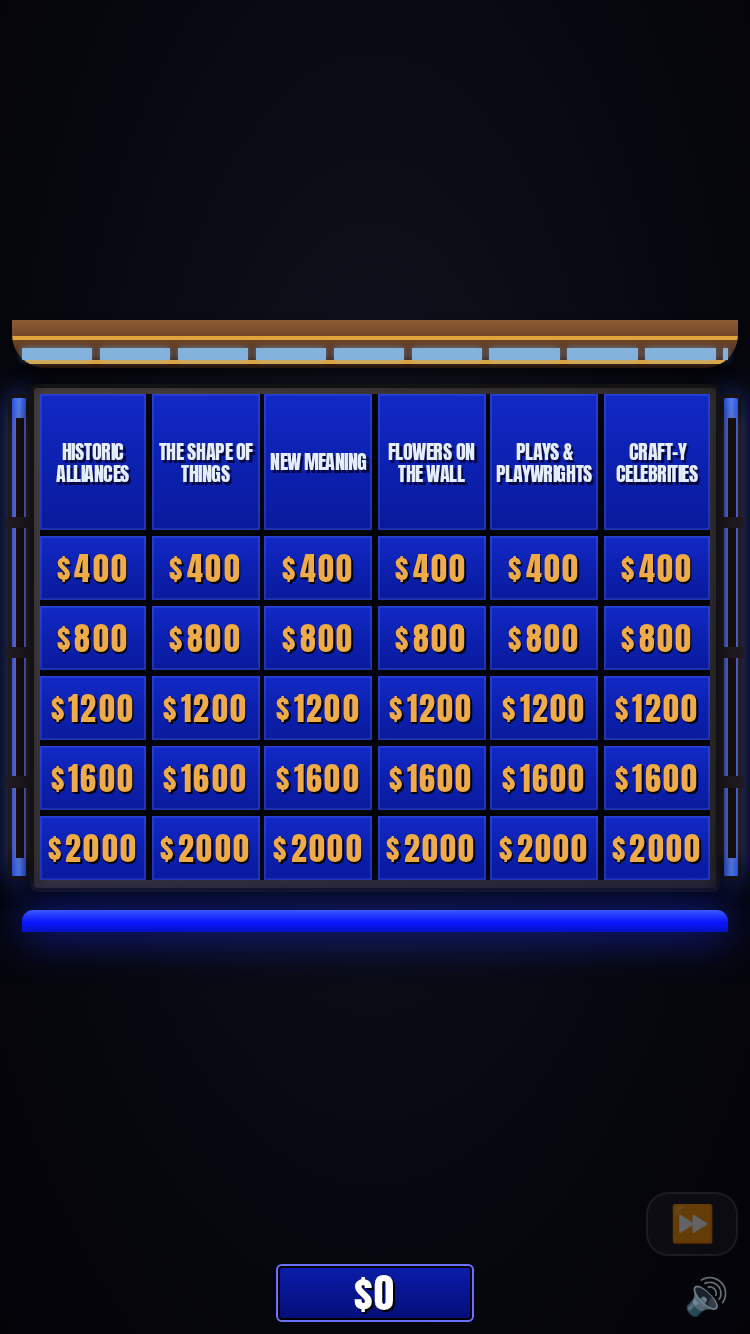 HISTORIC
ALLIANCES
THE SHAPE OF
THINGS
NEW MEANING
FLOWERS ON
THE WALL
PLAYS &
PLAYWRIGHTS
CRAFT-Y
CELEBRITIES
$400 $400 $400 $400 $400 $400
$800 $800 $800 $800 $800 $800
$1200 $1200 $1200 $1200 $1200 $1200
$1600 $1600 $1600 $1600 $1600 $1600
$2000 $2000 $2000 $2000 $2000 $2000
$0